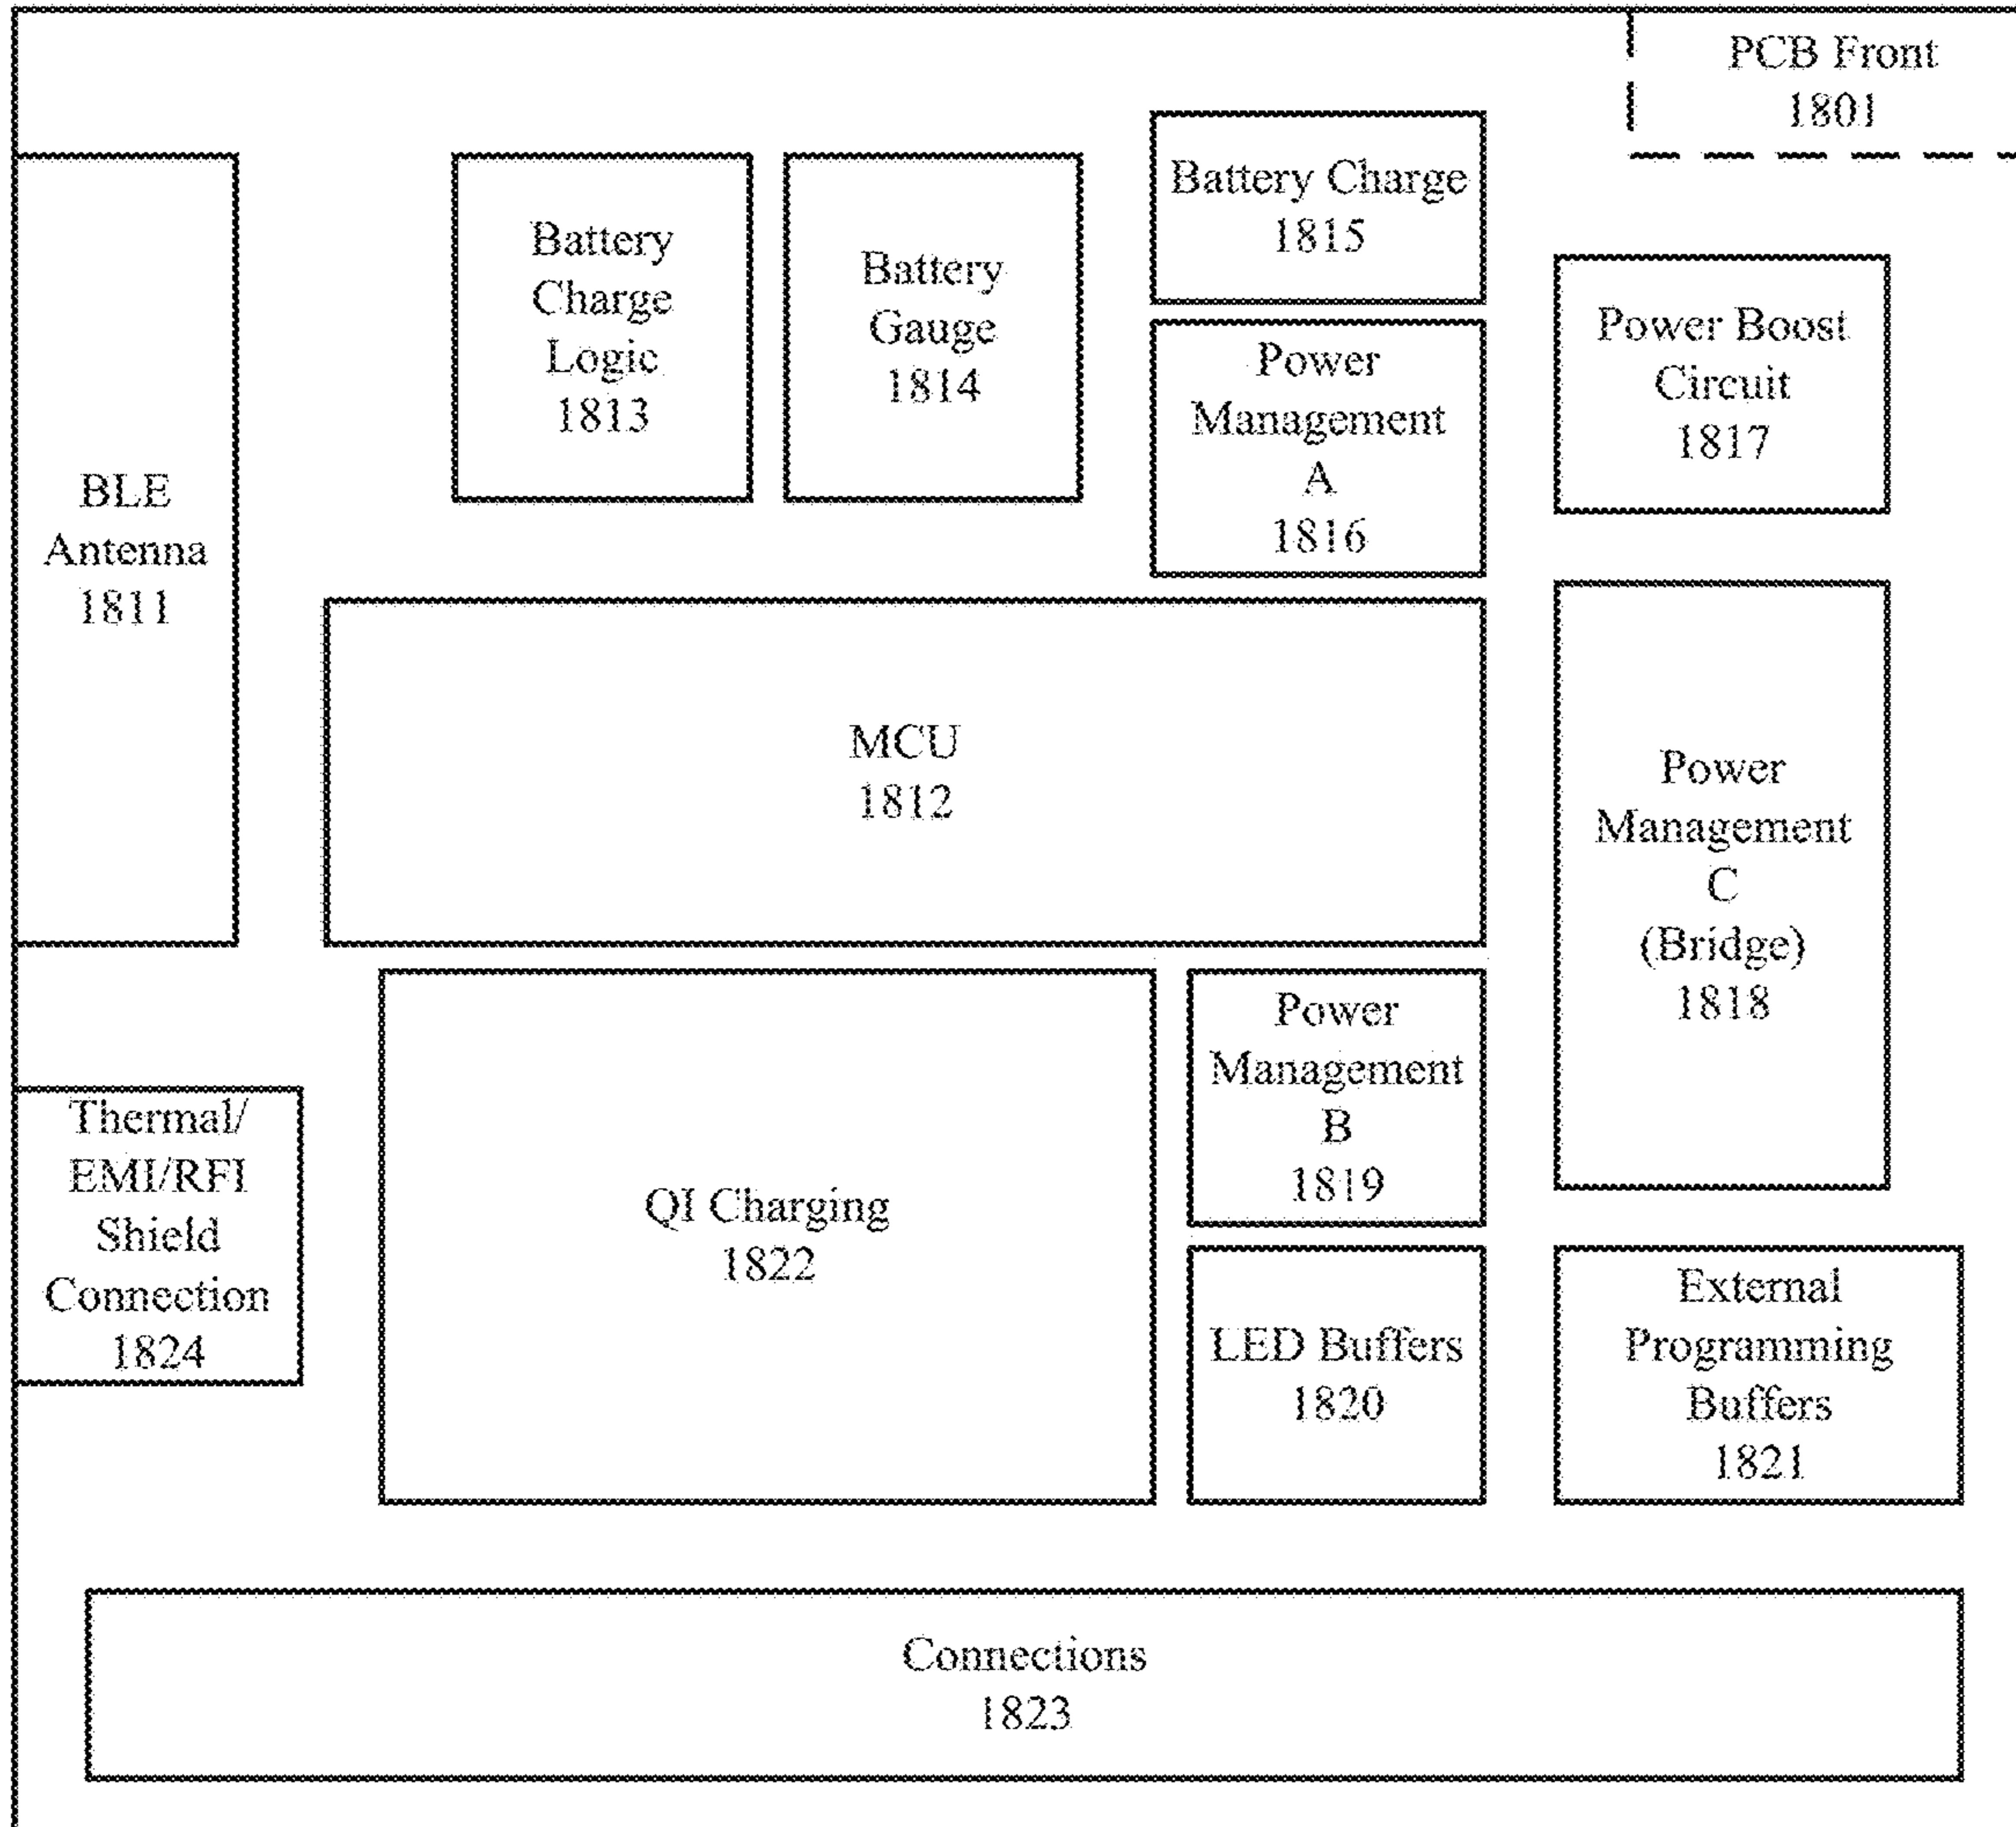 PCB Front
1801
Battery Charge
1815
Battery
Charge
Logic
1813
Battery
Gauge
1814
Power
Management
A
1816
Power Boost
Circuit
1817
BLE
Antenna
1811
MCU
1812
Power
Management
C
(Bridge)
1818
Power
Management
B
1819
Thermal/
EMI/RFI
Shield
Connection
1824
QI Charging
1822
LED Buffers
1820
External
Programming
Buffers
1821
Connections
1823